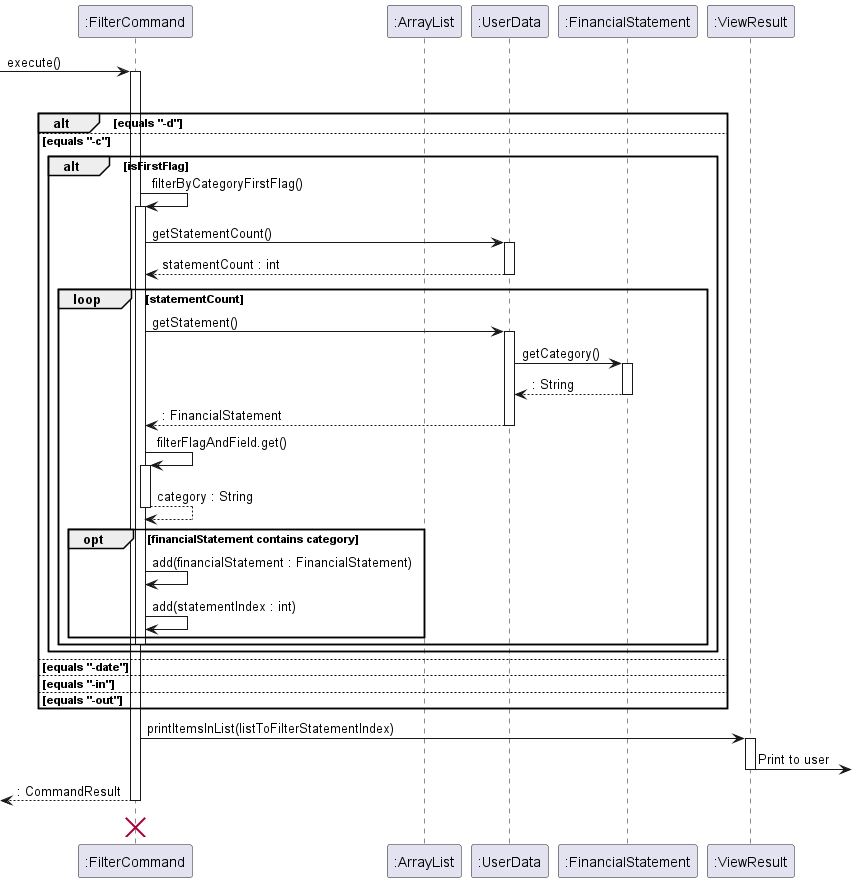 :FilterCommand
:ArrayList
:UserData
:FinancialStatement
:ViewResult
execute()
alt
[equals "-d"]
[equals "-c"]
alt
[isFirstFlag]
filterByCategoryFirstFlag()
getStatementCount()
statementCount : int
loop
[statementCount]
getStatement()
getCategory()
: String
: FinancialStatement
filterFlagAndField.get()
category : String
opt
[financialStatement contains category]
add(financialStatement : FinancialStatement)
add(statementIndex : int)
[equals "-date"]
[equals "-in"]
[equals "-out"]
printItemsInList(listToFilterStatementIndex)
Print to user
: CommandResult
:FilterCommand
:ArrayList
:UserData
:FinancialStatement
:ViewResult